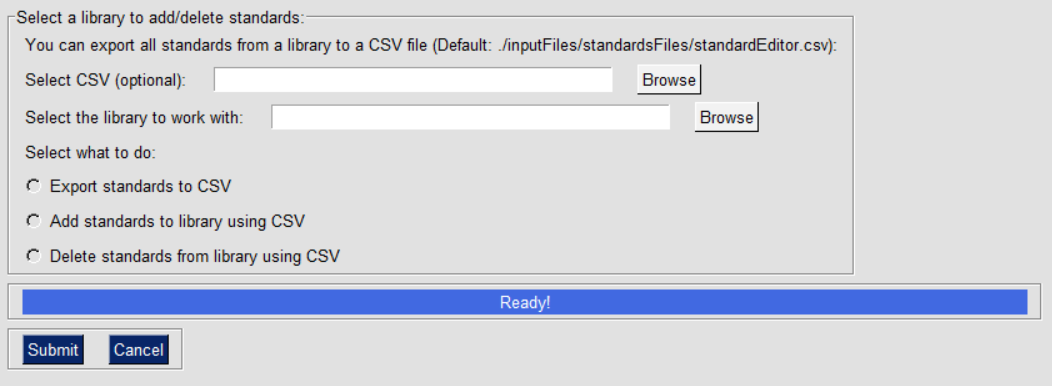 Select a library to add/delete standards:
You can export all standards from a library to a CSV file (Default: ./inputFiles/standardsFiles/standardEditor.csv):
Select CSV (optional): Browse
Select the library to work with: Browse
Select what to do:
Export standards to CSV
Add standards to library using CSV
Delete standards from library using CSV
Ready!
Submit Cancel